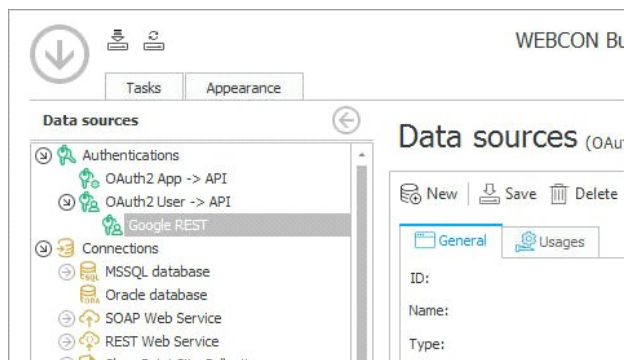 WEBCON Bu
Tasks
Appearance
Data sources
Data sources (OAu
Authentications
OAuth2 App -> API
OAuth2 User -> API
Google REST
Connections
MSSQL database
Oracle database
SOAP Web Service
REST Web Service
New
Save
Delete
General
Usages
ID:
Name:
Type: